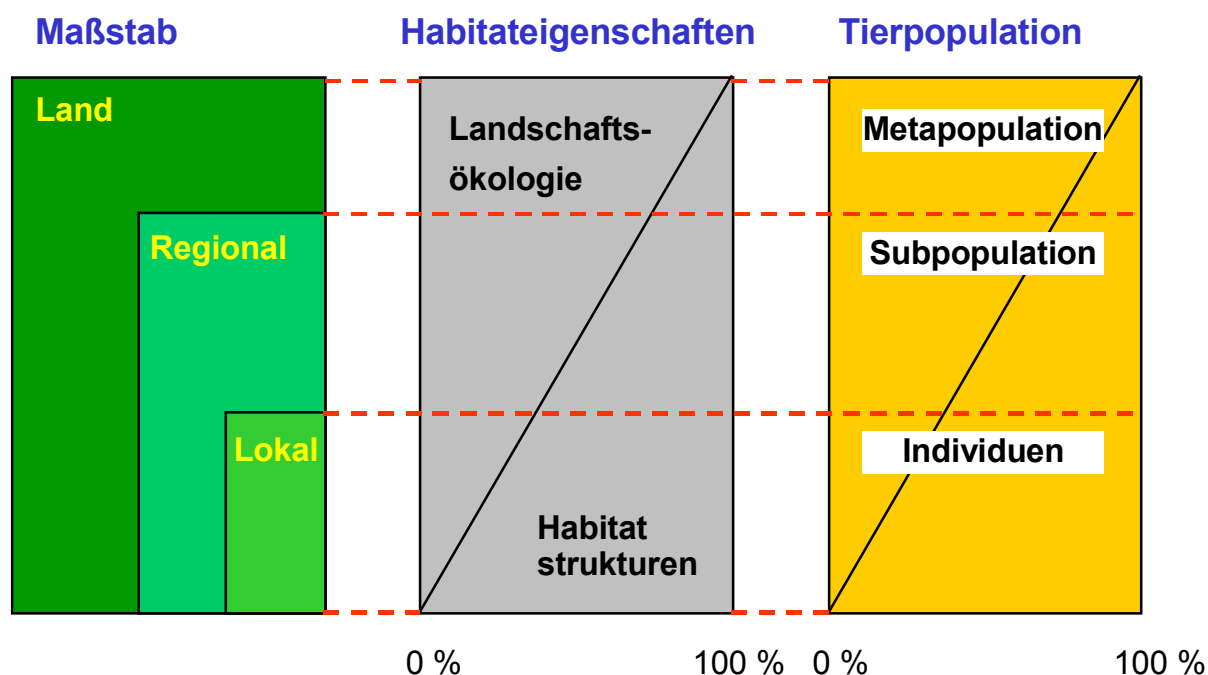 Maßstab
Habitateigenschaften
Tierpopulation
Land
Landschafts-
ökologie
Metapopulation
Regional
Subpopulation
Lokal
Individuen
Habitat
strukturen
0 %
100 %
0 %
100 %